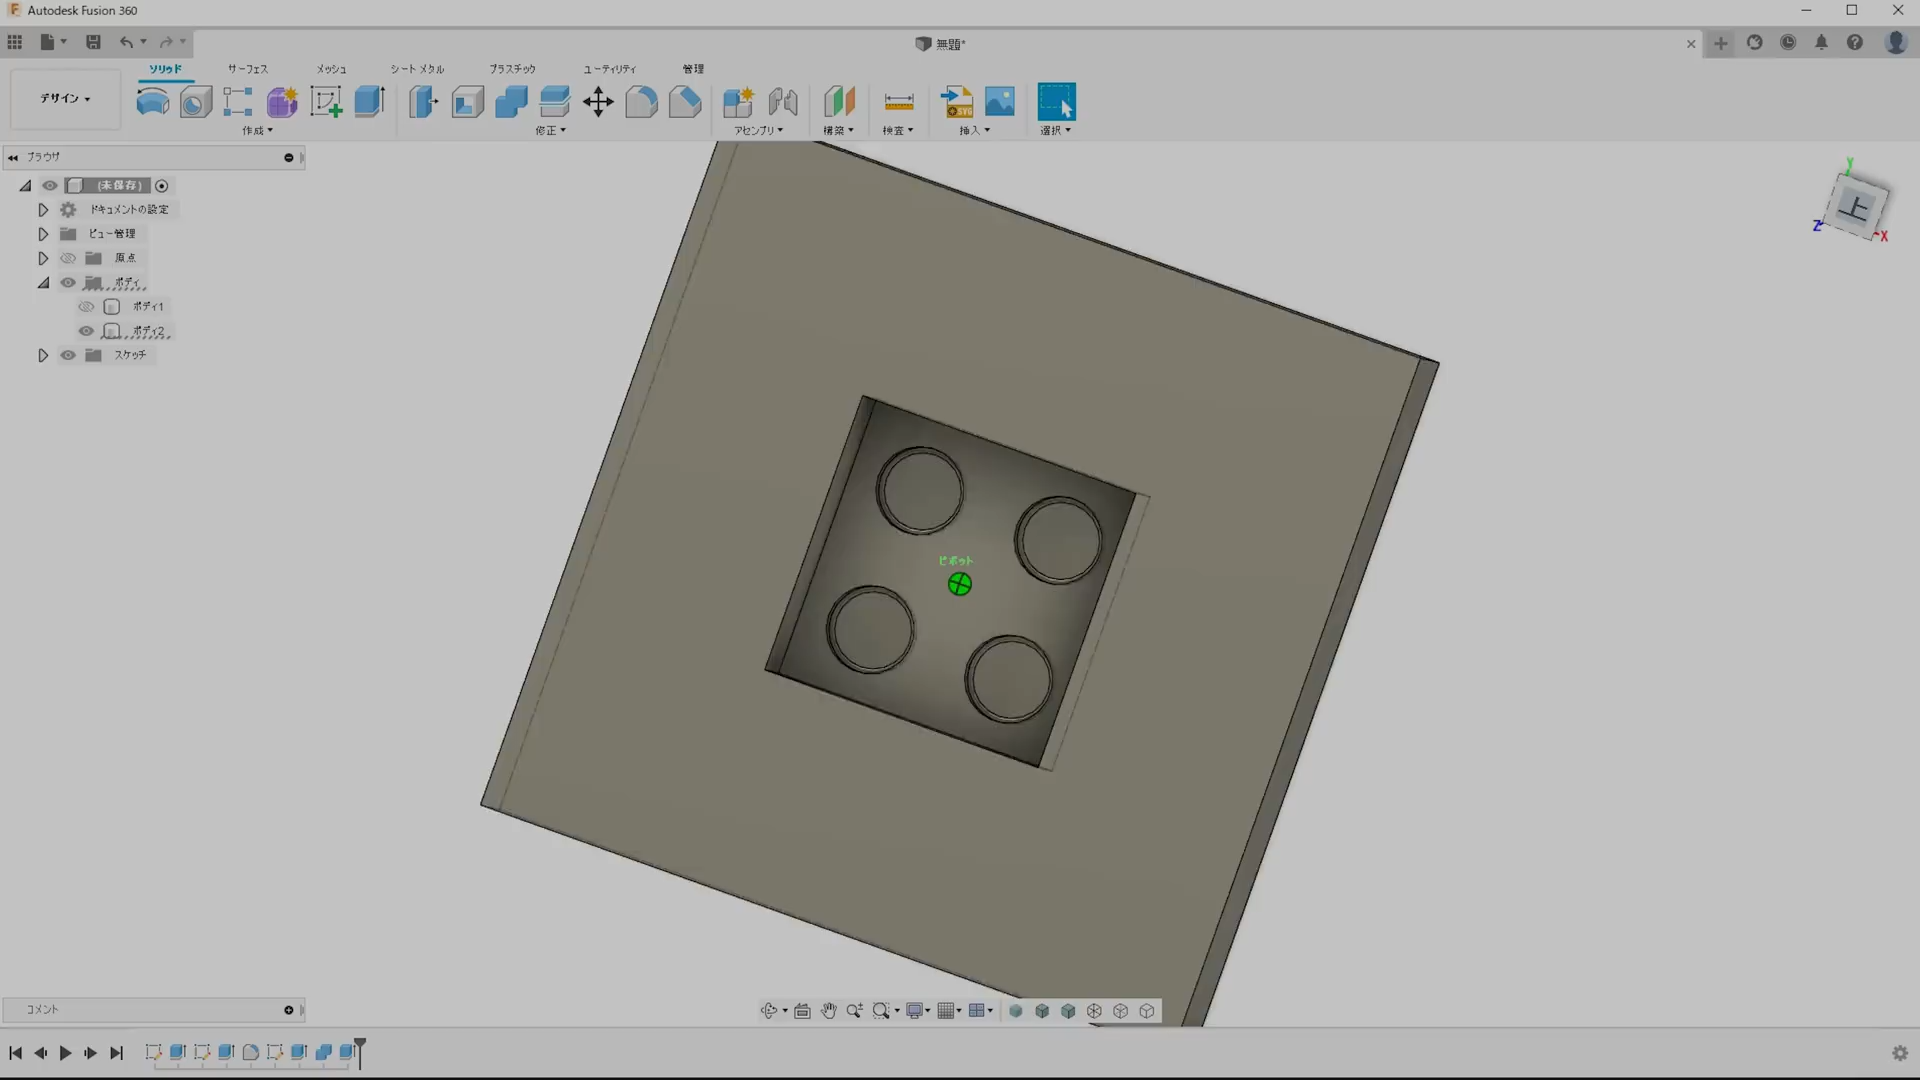 Autodesk Fusion 360
無題*
デザイン
ソリッド
サーフェス
メッシュ
シート メタル
プラスチック
ユーティリティ
管理
作成
修正
アセンブリ
構築
検査
挿入
選択
SVG
ブラウザ
(未保存)
ドキュメントの設定
ビュー管理
原点
ボディ
ボディ1
ボディ2
スケッチ
Y
上
Z
X
ピボット
コメント